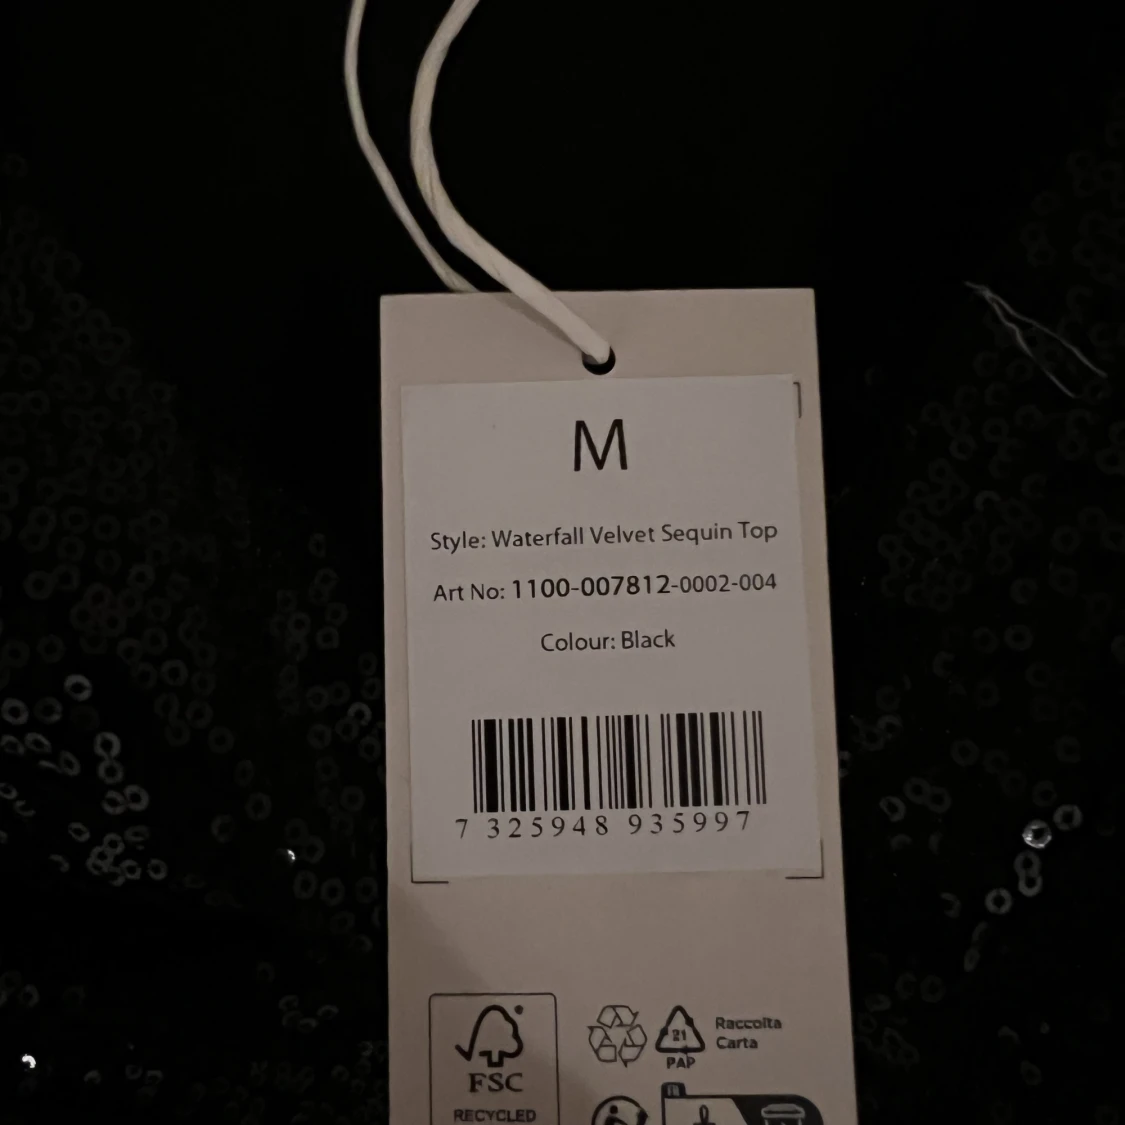 M
Style: Waterfall Velvet Sequin Top
Art No: 1100-007812-0002-004
Colour: Black
7 325948 935997
FSC
RECYCLED
21
PAP
Raccolta
Carta
FR